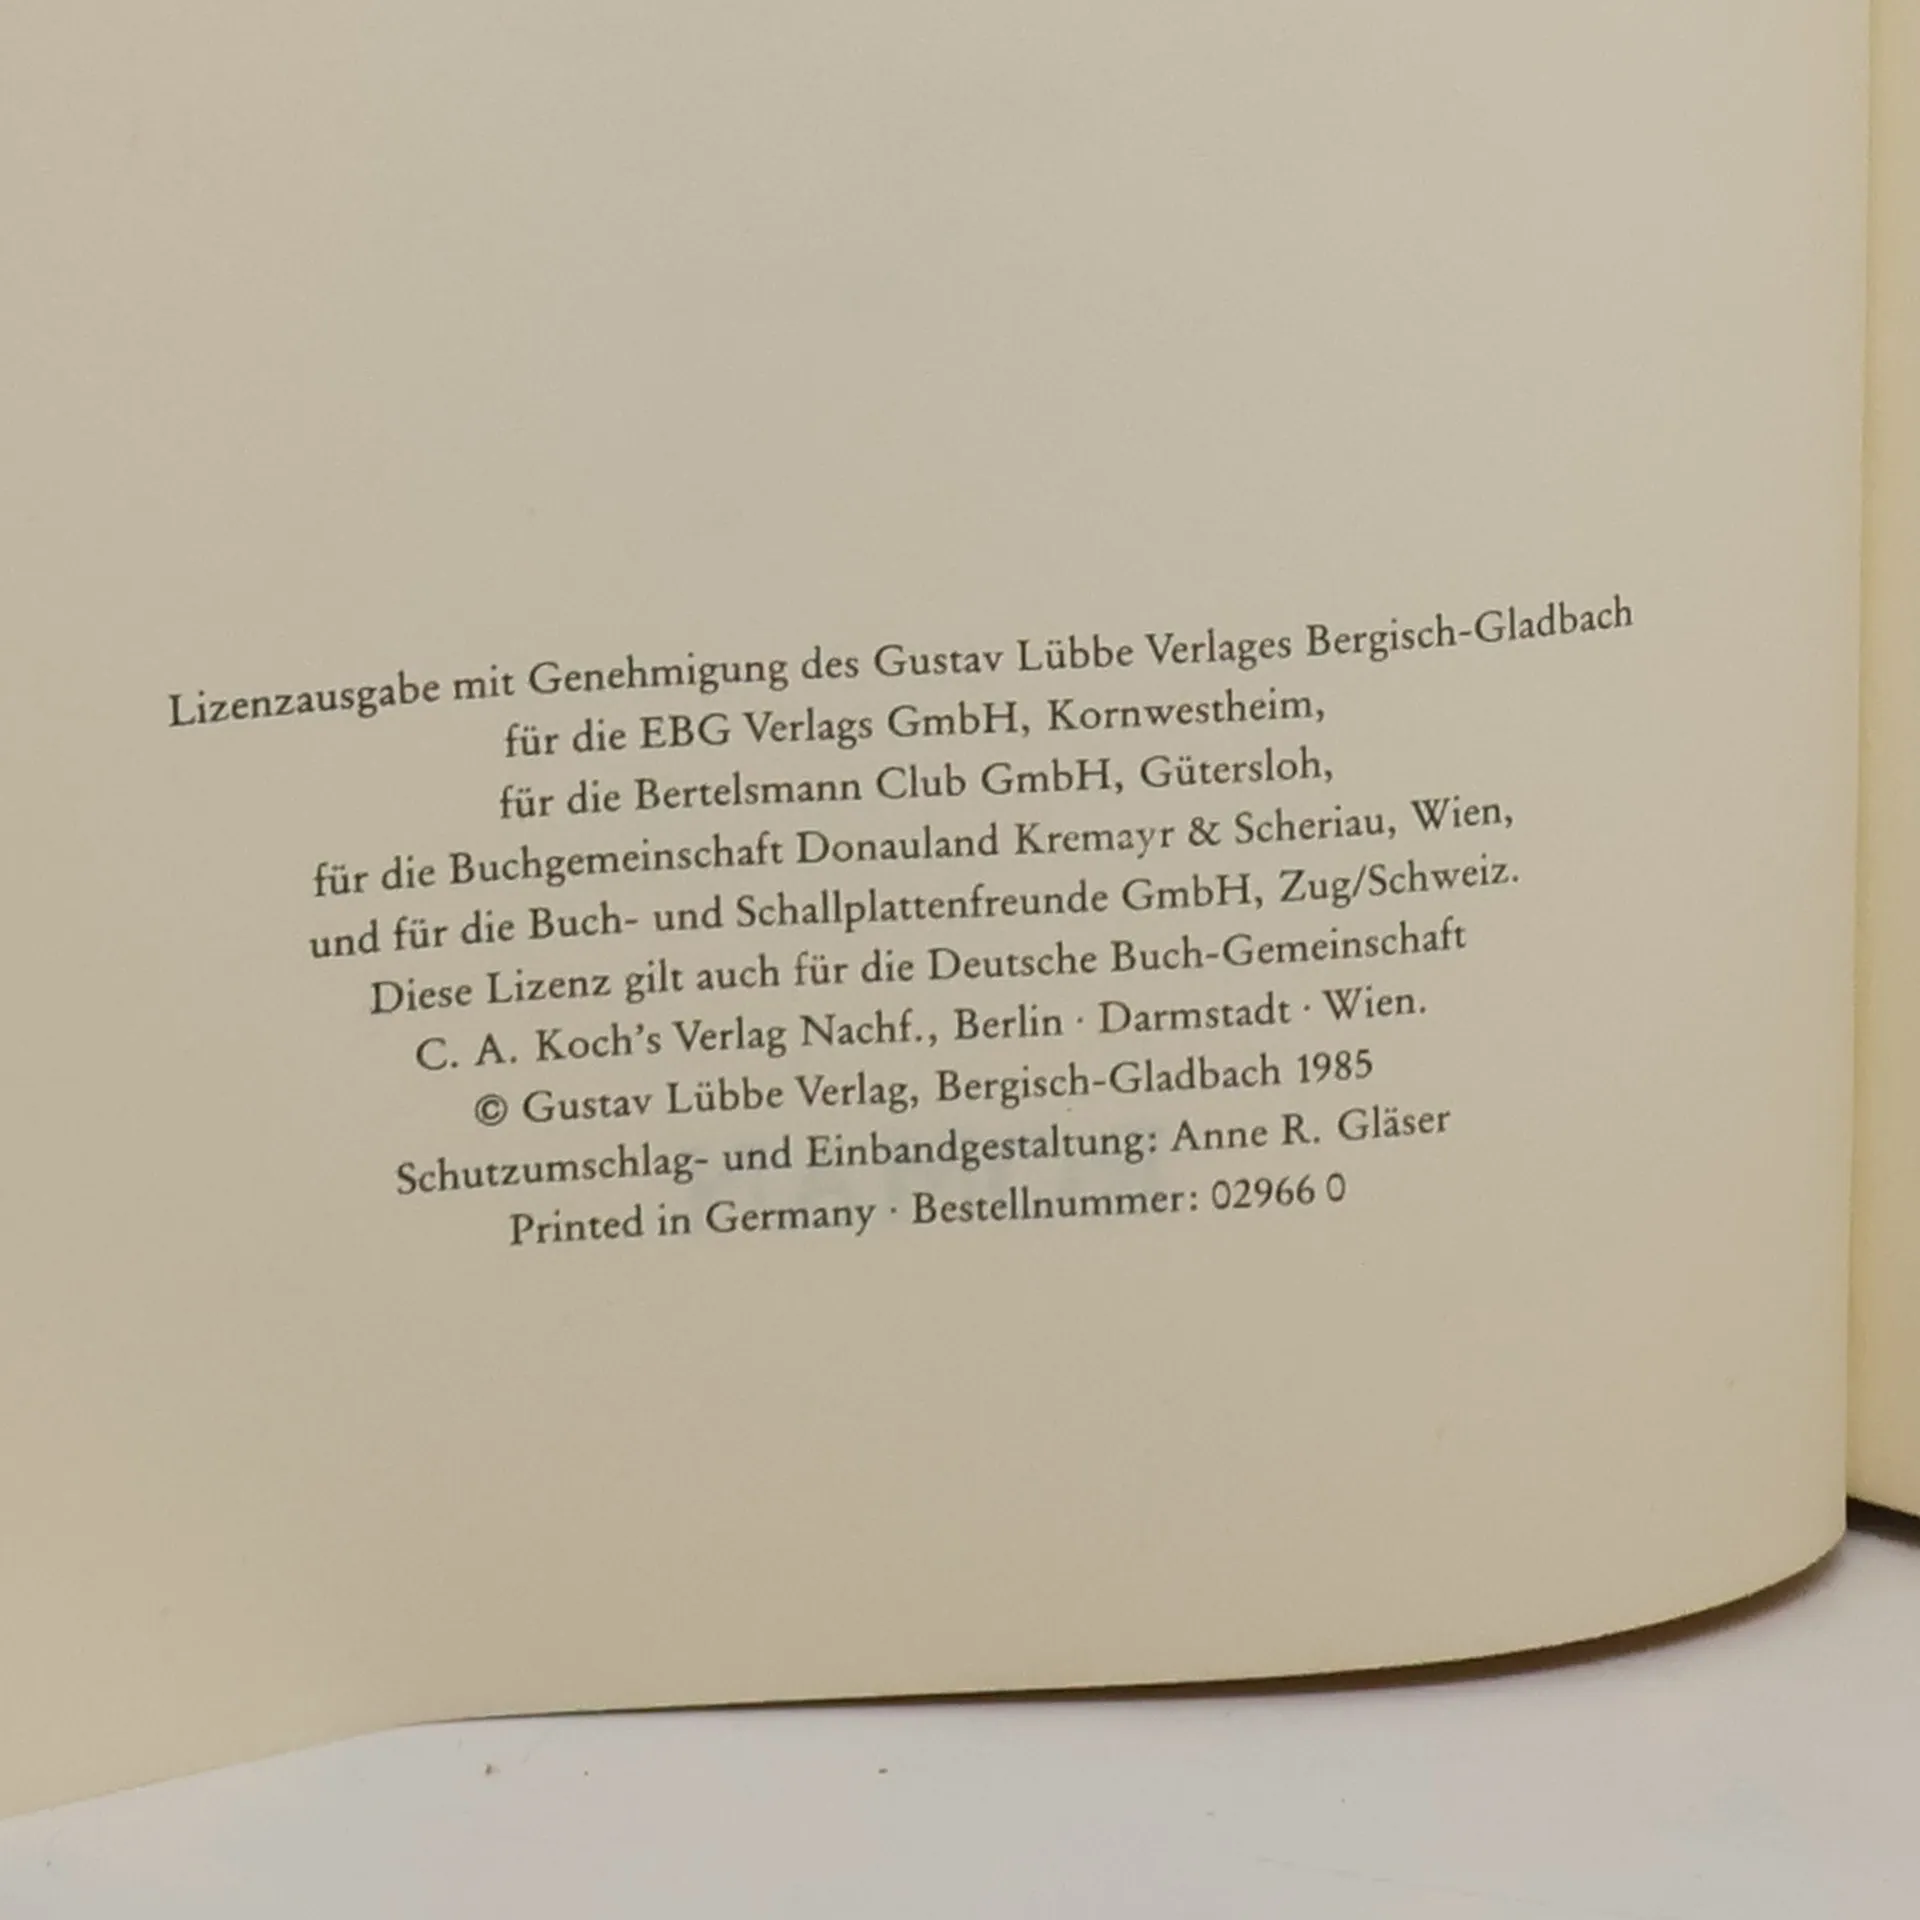 Lizenzausgabe mit Genehmigung des Gustav Lübbe Verlages Bergisch-Gladbach
für die EBG Verlags GmbH, Kornwestheim,
für die Bertelsmann Club GmbH, Gütersloh,
für die Buchgemeinschaft Donauland Kremayr & Scheriau, Wien,
und für die Buch- und Schallplattenfreunde GmbH, Zug/Schweiz.
Diese Lizenz gilt auch für die Deutsche Buch-Gemeinschaft
C. A. Koch's Verlag Nachf., Berlin · Darmstadt · Wien.
© Gustav Lübbe Verlag, Bergisch-Gladbach 1985
Schutzumschlag- und Einbandgestaltung: Anne R. Gläser
Printed in Germany · Bestellnummer: 02966 0